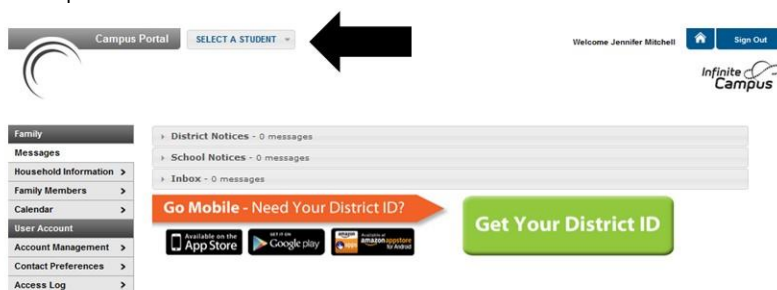 Campus Portal
SELECT A STUDENT
Welcome Jennifer Mitchell
Sign Out
Infinite Campus
Family
Messages
Household Information >
Family Members >
Calendar >
User Account
Account Management >
Contact Preferences >
Access Log >
District Notices - 0 messages
School Notices - 0 messages
Inbox - 0 messages
Go Mobile - Need Your District ID?
Available on the
App Store
GET IT ON
Google play
Available at
amazon appstore
for Android
Get Your District ID